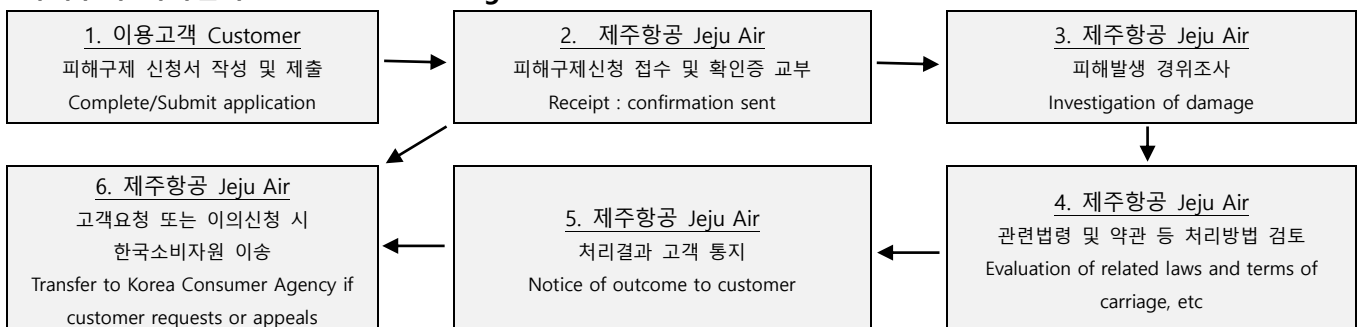 1. 이용고객 Customer
피해구제 신청서 작성 및 제출
Complete/Submit application
2. 제주항공 Jeju Air
피해구제신청 접수 및 확인증 교부
Receipt : confirmation sent
3. 제주항공 Jeju Air
피해발생 경위조사
Investigation of damage
4. 제주항공 Jeju Air
관련법령 및 약관 등 처리방법 검토
Evaluation of related laws and terms of
carriage, etc
5. 제주항공 Jeju Air
처리결과 고객 통지
Notice of outcome to customer
6. 제주항공 Jeju Air
고객요청 또는 이의신청 시
한국소비자원 이송
Transfer to Korea Consumer Agency if
customer requests or appeals